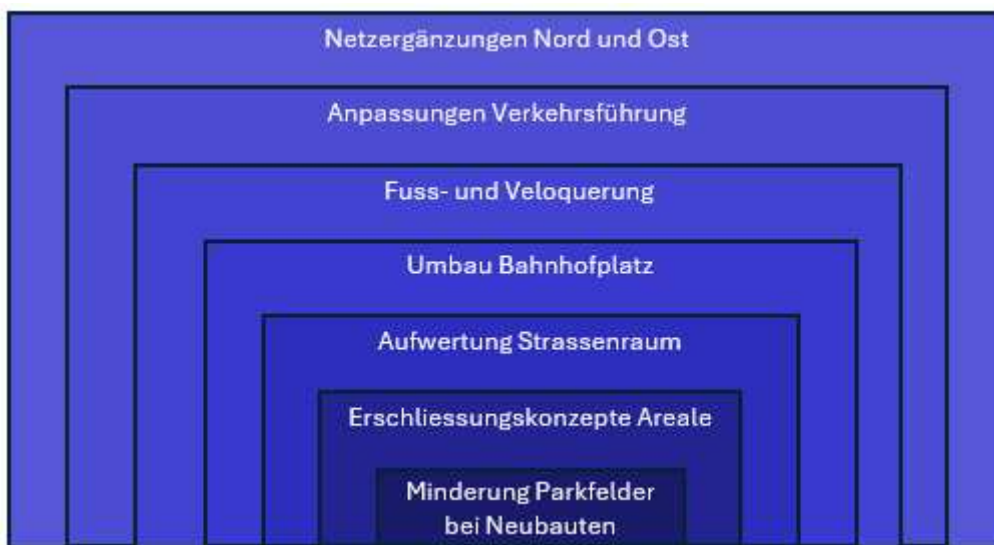 Netzergänzungen Nord und Ost
Anpassungen Verkehrsführung
Fuss- und Veloquerung
Umbau Bahnhofplatz
Aufwertung Strassenraum
Erschliessungskonzepte Areale
Minderung Parkfelder
bei Neubauten